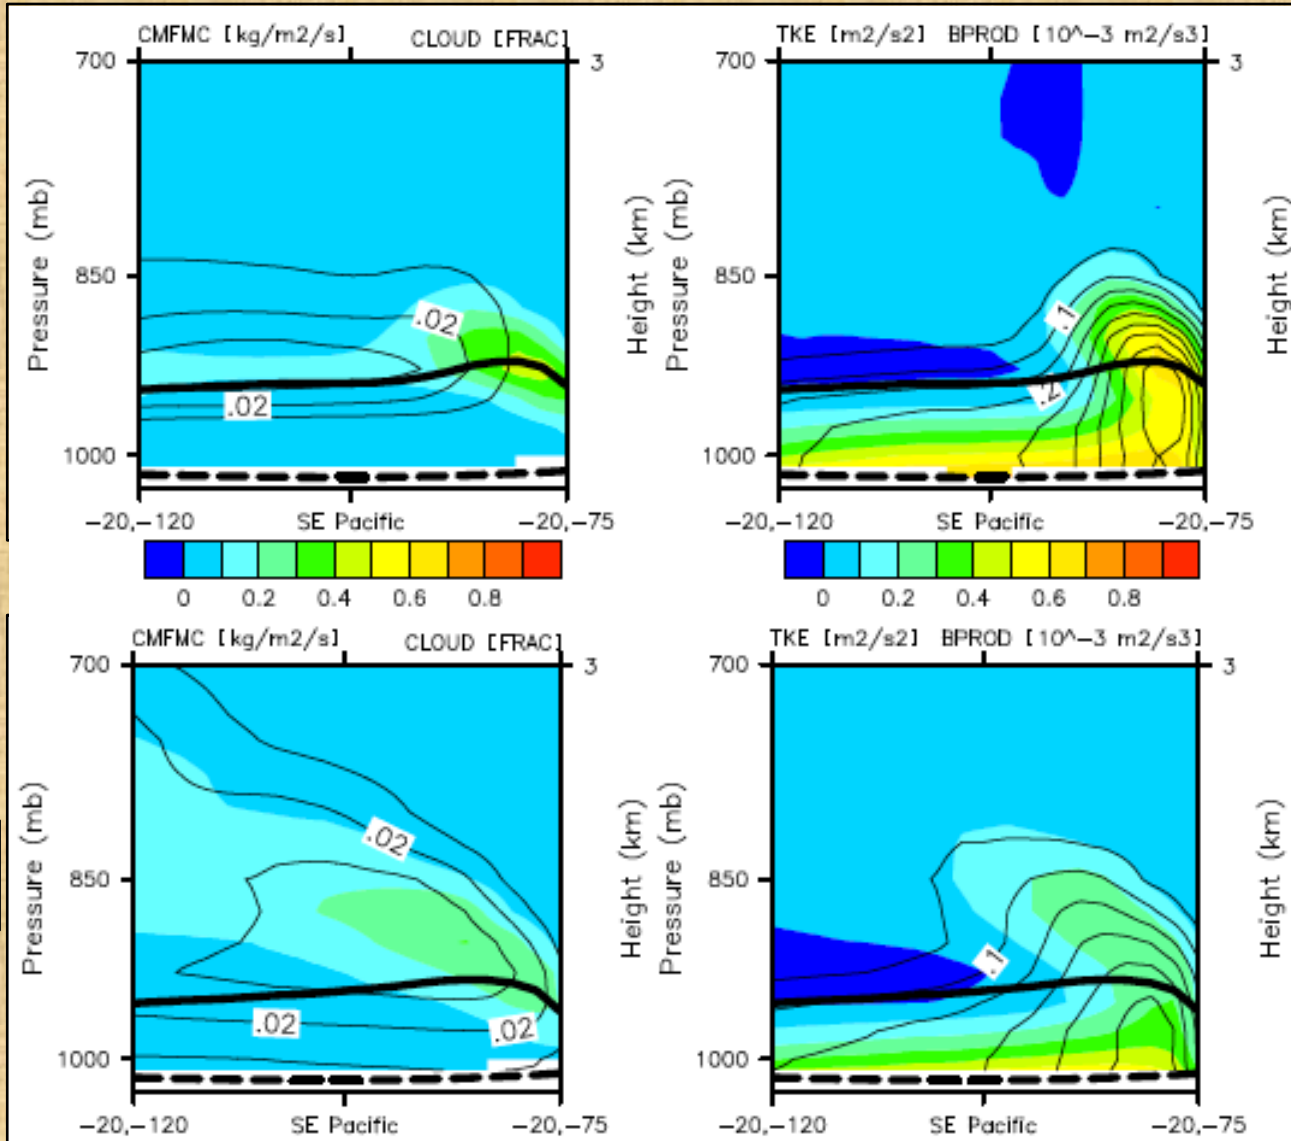 CMFMC [kg/m2/s] CLOUD [FRAC]
700
3
Pressure (mb)
850
1000
Height (km)
.02
.02
−20,−120 SE Pacific −20,−75
0 0.2 0.4 0.6 0.8
TKE [m2/s2] BPROD [10^−3 m2/s3]
700
3
Pressure (mb)
850
1000
Height (km)
.1
.2
−20,−120 SE Pacific −20,−75
0 0.2 0.4 0.6 0.8
CMFMC [kg/m2/s] CLOUD [FRAC]
700
3
Pressure (mb)
850
1000
Height (km)
.02
.02
.02
−20,−120 SE Pacific −20,−75
TKE [m2/s2] BPROD [10^−3 m2/s3]
700
3
Pressure (mb)
850
1000
Height (km)
.1
−20,−120 SE Pacific −20,−75